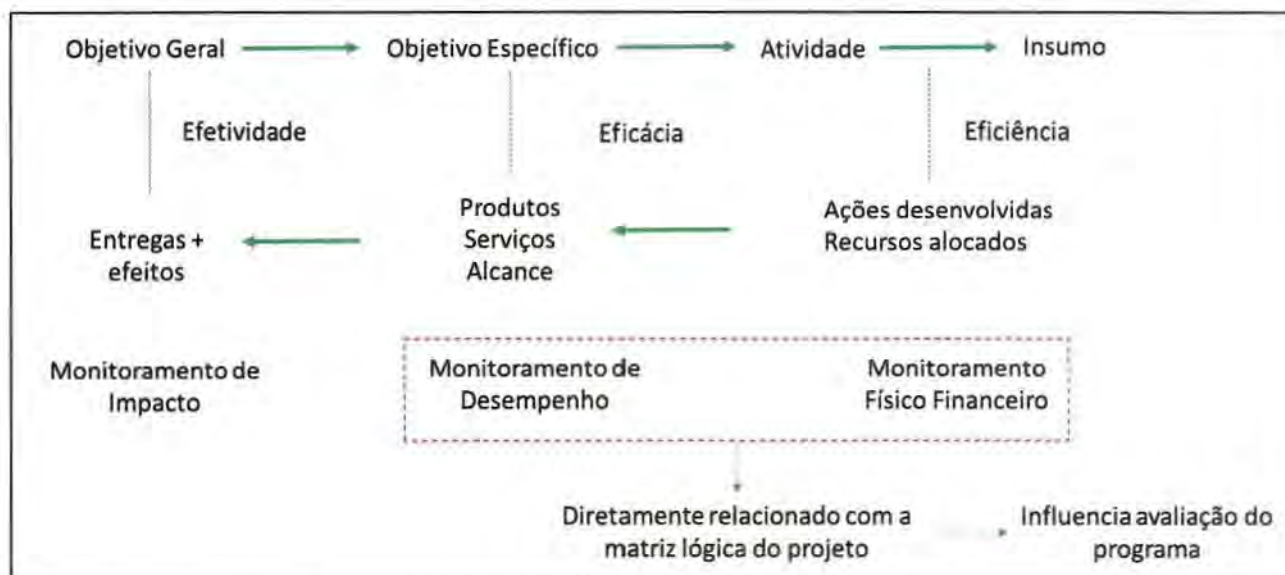 Objetivo Geral
Objetivo Específico
Atividade
Insumo
Efetividade
Eficácia
Eficiência
Entregas +
efeitos
Produtos
Serviços
Alcance
Ações desenvolvidas
Recursos alocados
Monitoramento de
Impacto
Monitoramento de
Desempenho
Monitoramento
Físico Financeiro
Diretamente relacionado com a
matriz lógica do projeto
Influencia avaliação do
programa